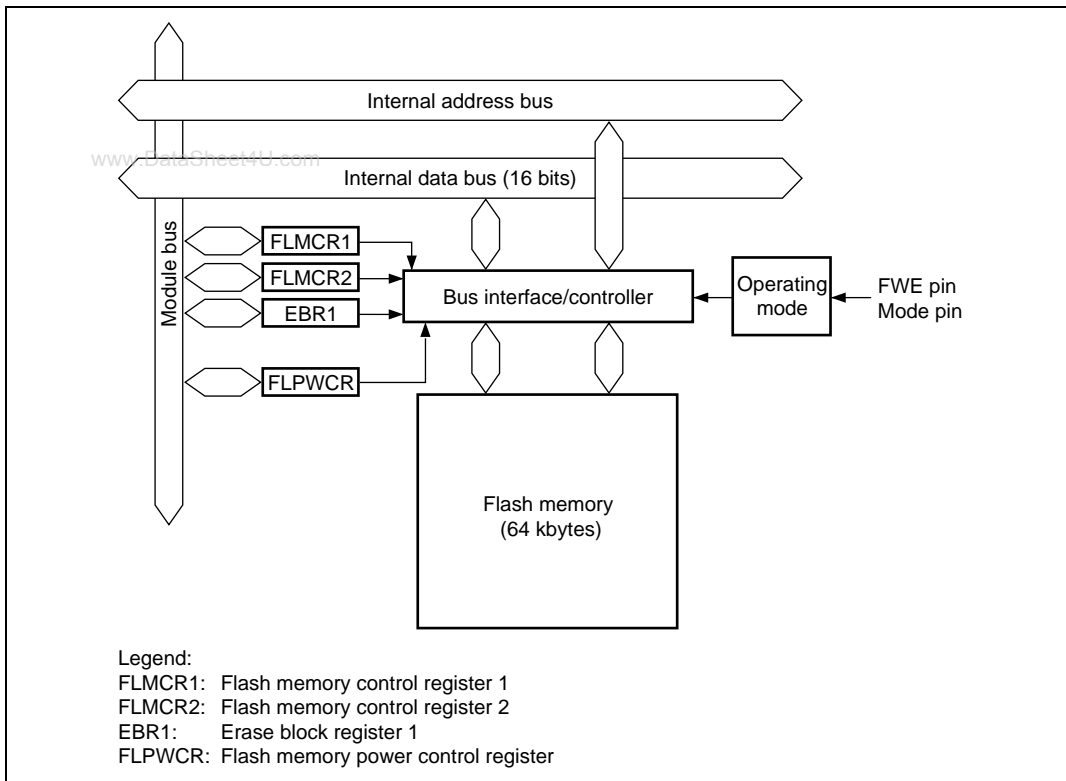 Internal address bus
www.DataSheet4U.com
Internal data bus (16 bits)
Module bus
FLMCR1
FLMCR2
EBR1
FLPWCR
Bus interface/controller
Operating
mode
FWE pin
Mode pin
Flash memory
(64 kbytes)
Legend:
FLMCR1: Flash memory control register 1
FLMCR2: Flash memory control register 2
EBR1: Erase block register 1
FLPWCR: Flash memory power control register